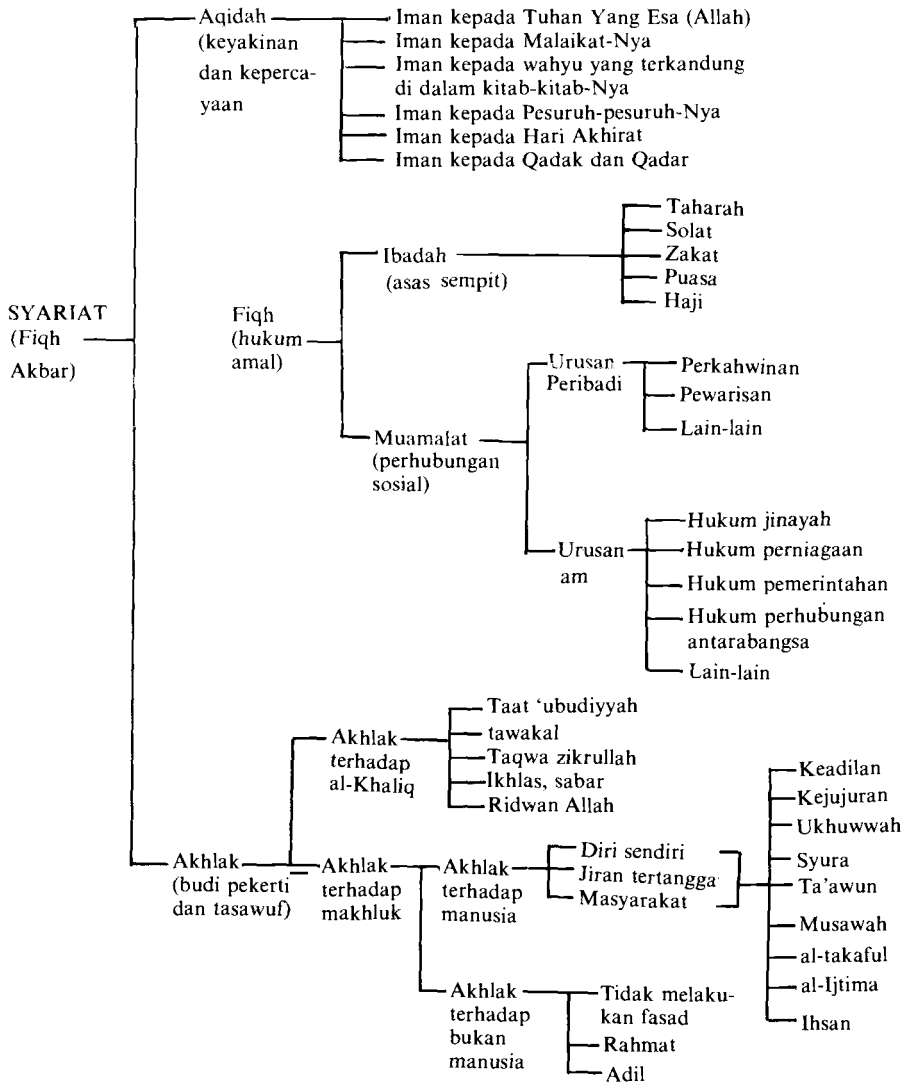 Aqidah
(keyakinan
dan keperca-
yaan
Iman kepada Tuhan Yang Esa (Allah)
Iman kepada Malaikat-Nya
Iman kepada wahyu yang terkandung
di dalam kitab-kitab-Nya
Iman kepada Pesuruh-pesuruh-Nya
Iman kepada Hari Akhirat
Iman kepada Qadak dan Qadar
SYARIAT
(Fiqh
Akbar)
Fiqh
(hukum
amal)
Ibadah
(asas sempit)
Taharah
Solat
Zakat
Puasa
Haji
Muamalat
(perhubungan
sosial)
Urusan
Peribadi
Perkahwinan
Pewarisan
Lain-lain
Urusan
am
Hukum jinayah
Hukum perniagaan
Hukum pemerintahan
Hukum perhubungan
antarabangsa
Lain-lain
Akhlak
(budi pekerti
dan tasawuf)
Akhlak
terhadap
al-Khaliq
Taat ‘ubudiyyah
tawakal
Taqwa zikrullah
Ikhlas, sabar
Ridwan Allah
Akhlak
terhadap
makhluk
Akhlak
terhadap
manusia
Diri sendiri
Jiran tertangga
Masyarakat
Keadilan
Kejujuran
Ukhuwwah
Syura
Ta'awun
Musawah
al-takaful
al-Ijtima
Ihsan
Akhlak
terhadap
bukan
manusia
Tidak melaku-
kan fasad
Rahmat
Adil